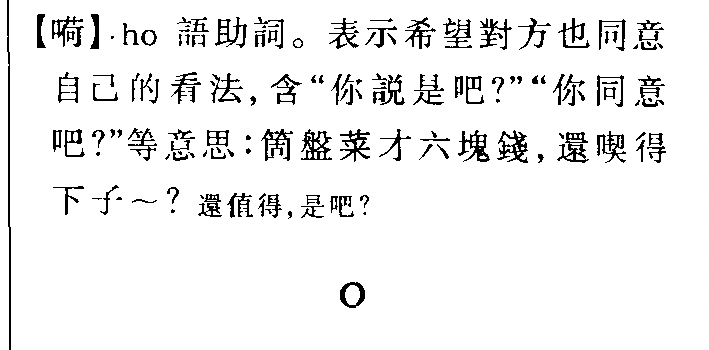 【嗬】·ho 語助詞。表示希望對方也同意
自己的看法，含“你説是吧?”“你同意
吧?”等意思：箇盤菜才六塊錢，還喫得
下子～? 還值得，是吧?
O